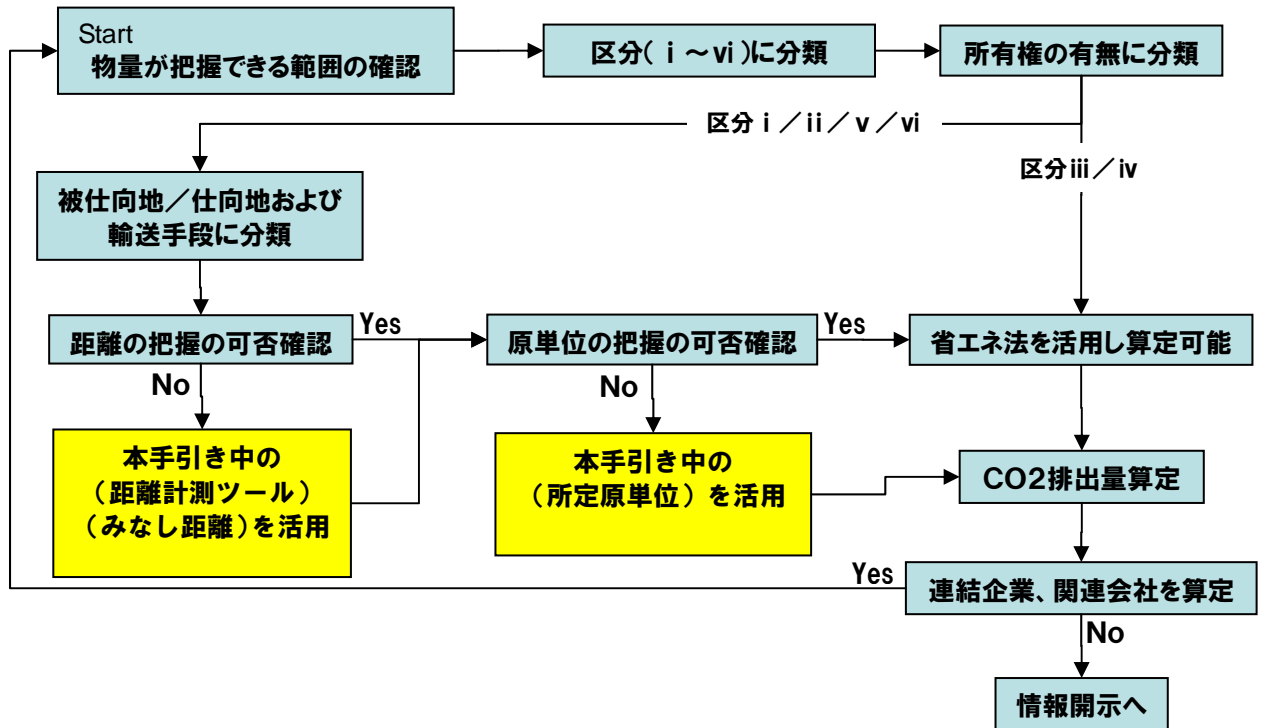 Start
物量が把握できる範囲の確認
区分(ⅰ～ⅵ)に分類
所有権の有無に分類
区分ⅰ／ⅱ／ⅴ／ⅵ
区分ⅲ／ⅳ
被仕向地／仕向地および
輸送手段に分類
距離の把握の可否確認
Yes
原単位の把握の可否確認
Yes
省エネ法を活用し算定可能
No
No
本手引き中の
（距離計測ツール）
（みなし距離）を活用
本手引き中の
（所定原単位）を活用
CO2排出量算定
Yes
連結企業、関連会社を算定
No
情報開示へ